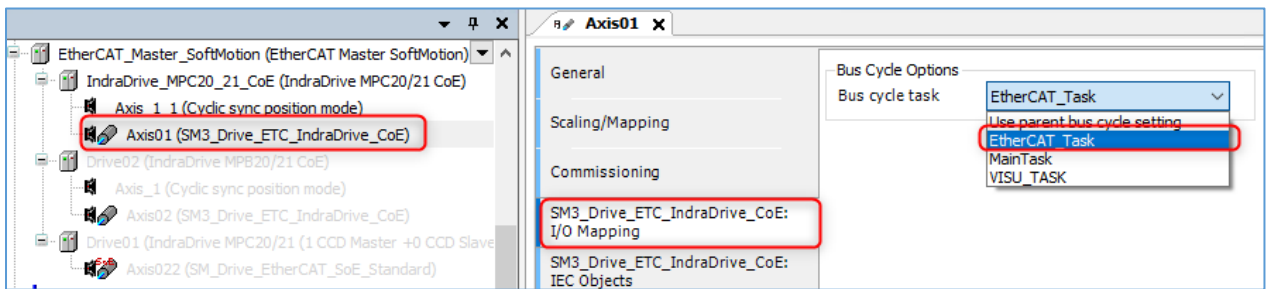 EtherCAT_Master_SoftMotion (EtherCAT Master SoftMotion)
IndraDrive_MPC20_21_CoE (IndraDrive MPC20/21 CoE)
Axis_1_1 (Cyclic sync position mode)
Axis01 (SM3_Drive_ETC_IndraDrive_CoE)
Drive02 (IndraDrive MPB20/21 CoE)
Axis_1 (Cyclic sync position mode)
Axis02 (SM3_Drive_ETC_IndraDrive_CoE)
Drive01 (IndraDrive MPC20/21 (1 CCD Master +0 CCD Slave
Axis022 (SM_Drive_EtherCAT_SoE_Standard)
Axis01
General
Scaling/Mapping
Commissioning
SM3_Drive_ETC_IndraDrive_CoE:
I/O Mapping
SM3_Drive_ETC_IndraDrive_CoE:
IEC Objects
Bus Cycle Options
Bus cycle task
EtherCAT_Task
Use parent bus cycle setting
EtherCAT_Task
MainTask
VISU_TASK